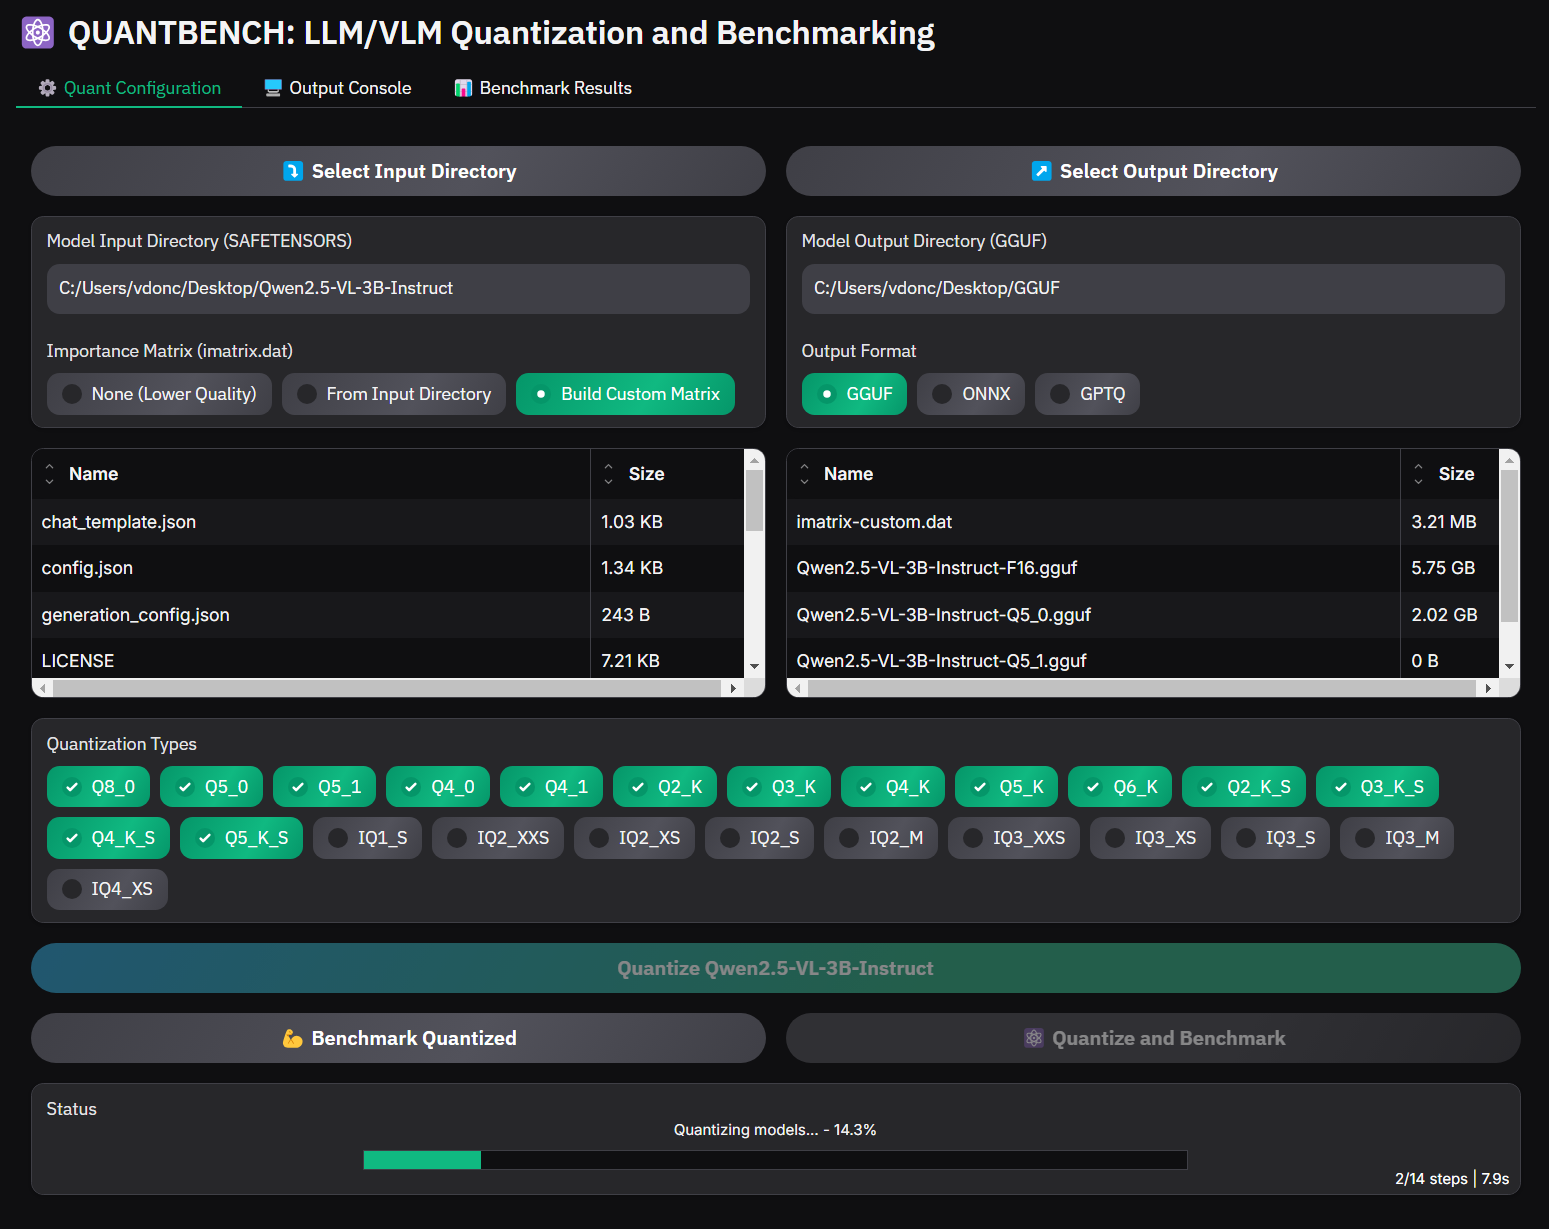 QUANTBENCH: LLM/VLM Quantization and Benchmarking
Quant Configuration
Output Console
Benchmark Results
Select Input Directory
Select Output Directory
Model Input Directory (SAFETENSORS)
C:/Users/vdonc/Desktop/Qwen2.5-VL-3B-Instruct
Importance Matrix (imatrix.dat)
None (Lower Quality)
From Input Directory
Build Custom Matrix
Model Output Directory (GGUF)
C:/Users/vdonc/Desktop/GGUF
Output Format
GGUF
ONNX
GPTQ
Name Size
chat_template.json 1.03 KB
config.json 1.34 KB
generation_config.json 243 B
LICENSE 7.21 KB
Name Size
imatrix-custom.dat 3.21 MB
Qwen2.5-VL-3B-Instruct-F16.gguf 5.75 GB
Qwen2.5-VL-3B-Instruct-Q5_0.gguf 2.02 GB
Qwen2.5-VL-3B-Instruct-Q5_1.gguf 0 B
Quantization Types
Q8_0 Q5_0 Q5_1 Q4_0 Q4_1 Q2_K Q3_K Q4_K Q5_K Q6_K Q2_K_S Q3_K_S
Q4_K_S Q5_K_S IQ1_S IQ2_XXS IQ2_XS IQ2_S IQ2_M IQ3_XXS IQ3_XS IQ3_S IQ3_M
IQ4_XS
Quantize Qwen2.5-VL-3B-Instruct
Benchmark Quantized
Quantize and Benchmark
Status
Quantizing models... - 14.3%
2/14 steps | 7.9s